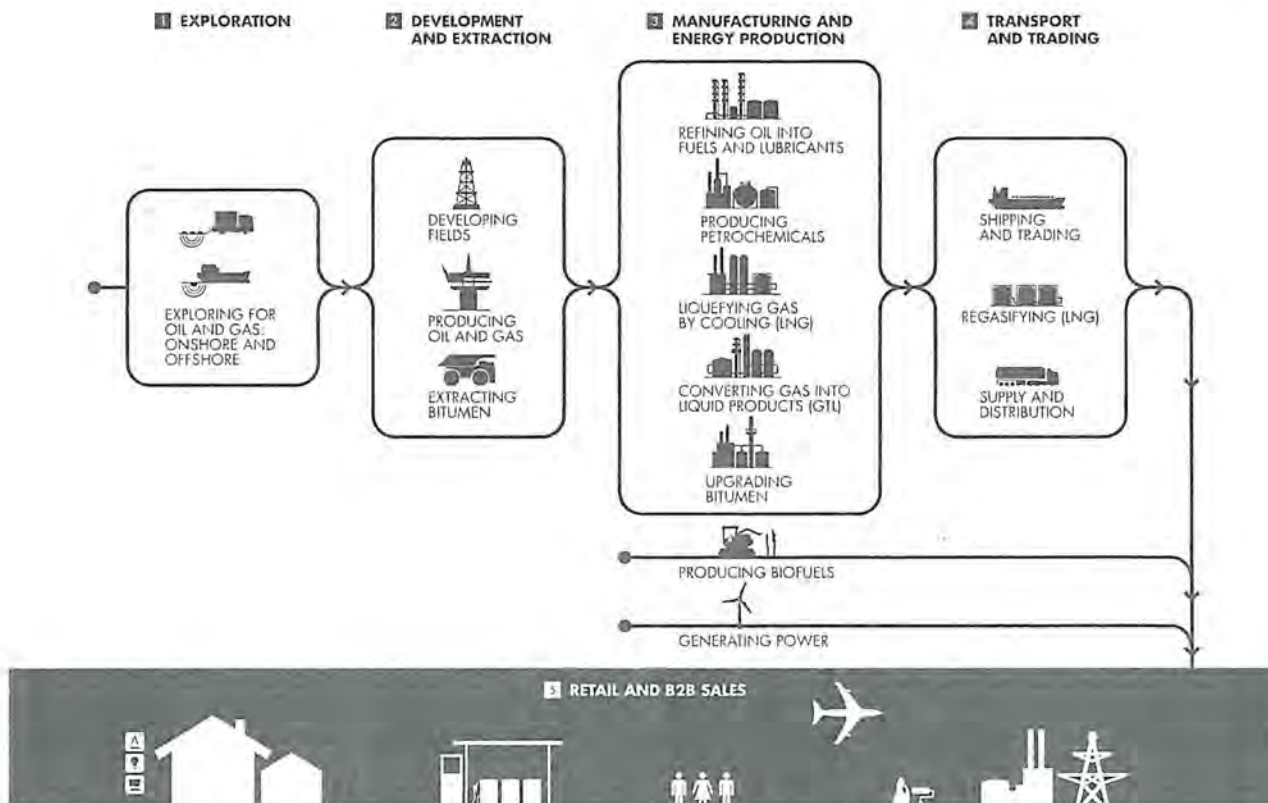 1 EXPLORATION
2 DEVELOPMENT
AND EXTRACTION
3 MANUFACTURING AND
ENERGY PRODUCTION
4 TRANSPORT
AND TRADING
EXPLORING FOR
OIL AND GAS:
ONSHORE AND
OFFSHORE
DEVELOPING
FIELDS
PRODUCING
OIL AND GAS
EXTRACTING
BITUMEN
REFINING OIL INTO
FUELS AND LUBRICANTS
PRODUCING
PETROCHEMICALS
LIQUEFYING GAS
BY COOLING (LNG)
CONVERTING GAS INTO
LIQUID PRODUCTS (GTL)
UPGRADING
BITUMEN
SHIPPING
AND TRADING
REGASIFYING (LNG)
SUPPLY AND
DISTRIBUTION
PRODUCING BIOFUELS
GENERATING POWER
5 RETAIL AND B2B SALES